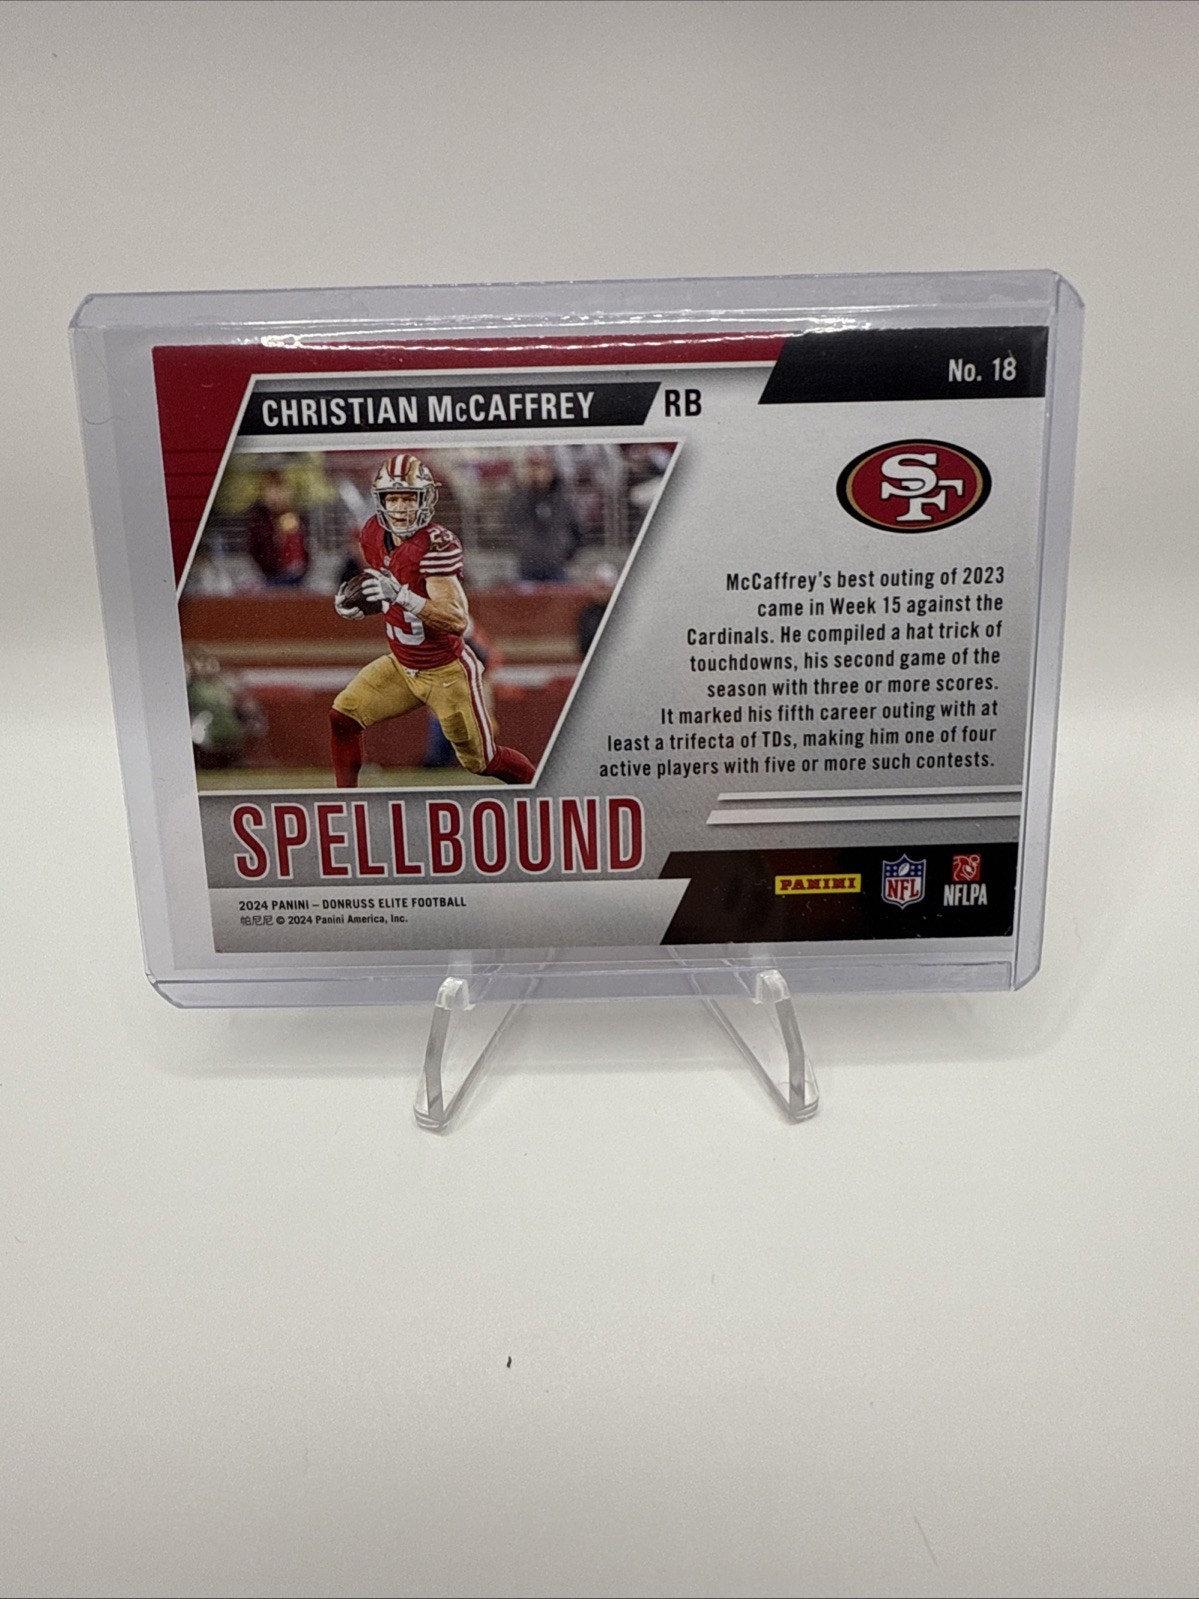 No. 18
CHRISTIAN McCAFFREY RB
SF
23
McCaffrey's best outing of 2023
came in Week 15 against the
Cardinals. He compiled a hat trick of
touchdowns, his second game of the
season with three or more scores.
It marked his fifth career outing with at
least a trifecta of TDs, making him one of four
active players with five or more such contests.
SPELLBOUND
2024 PANINI – DONRUSS ELITE FOOTBALL
帕尼尼 © 2024 Panini America, Inc.
PANINI
NFL
NFLPA